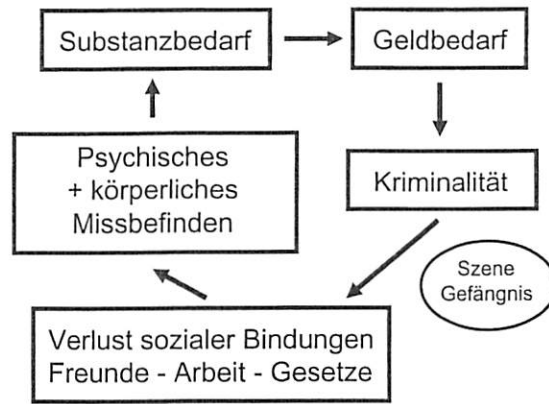 Substanzbedarf
Geldbedarf
Psychisches
+ körperliches
Missbefinden
Kriminalität
Szene
Gefängnis
Verlust sozialer Bindungen
Freunde - Arbeit - Gesetze